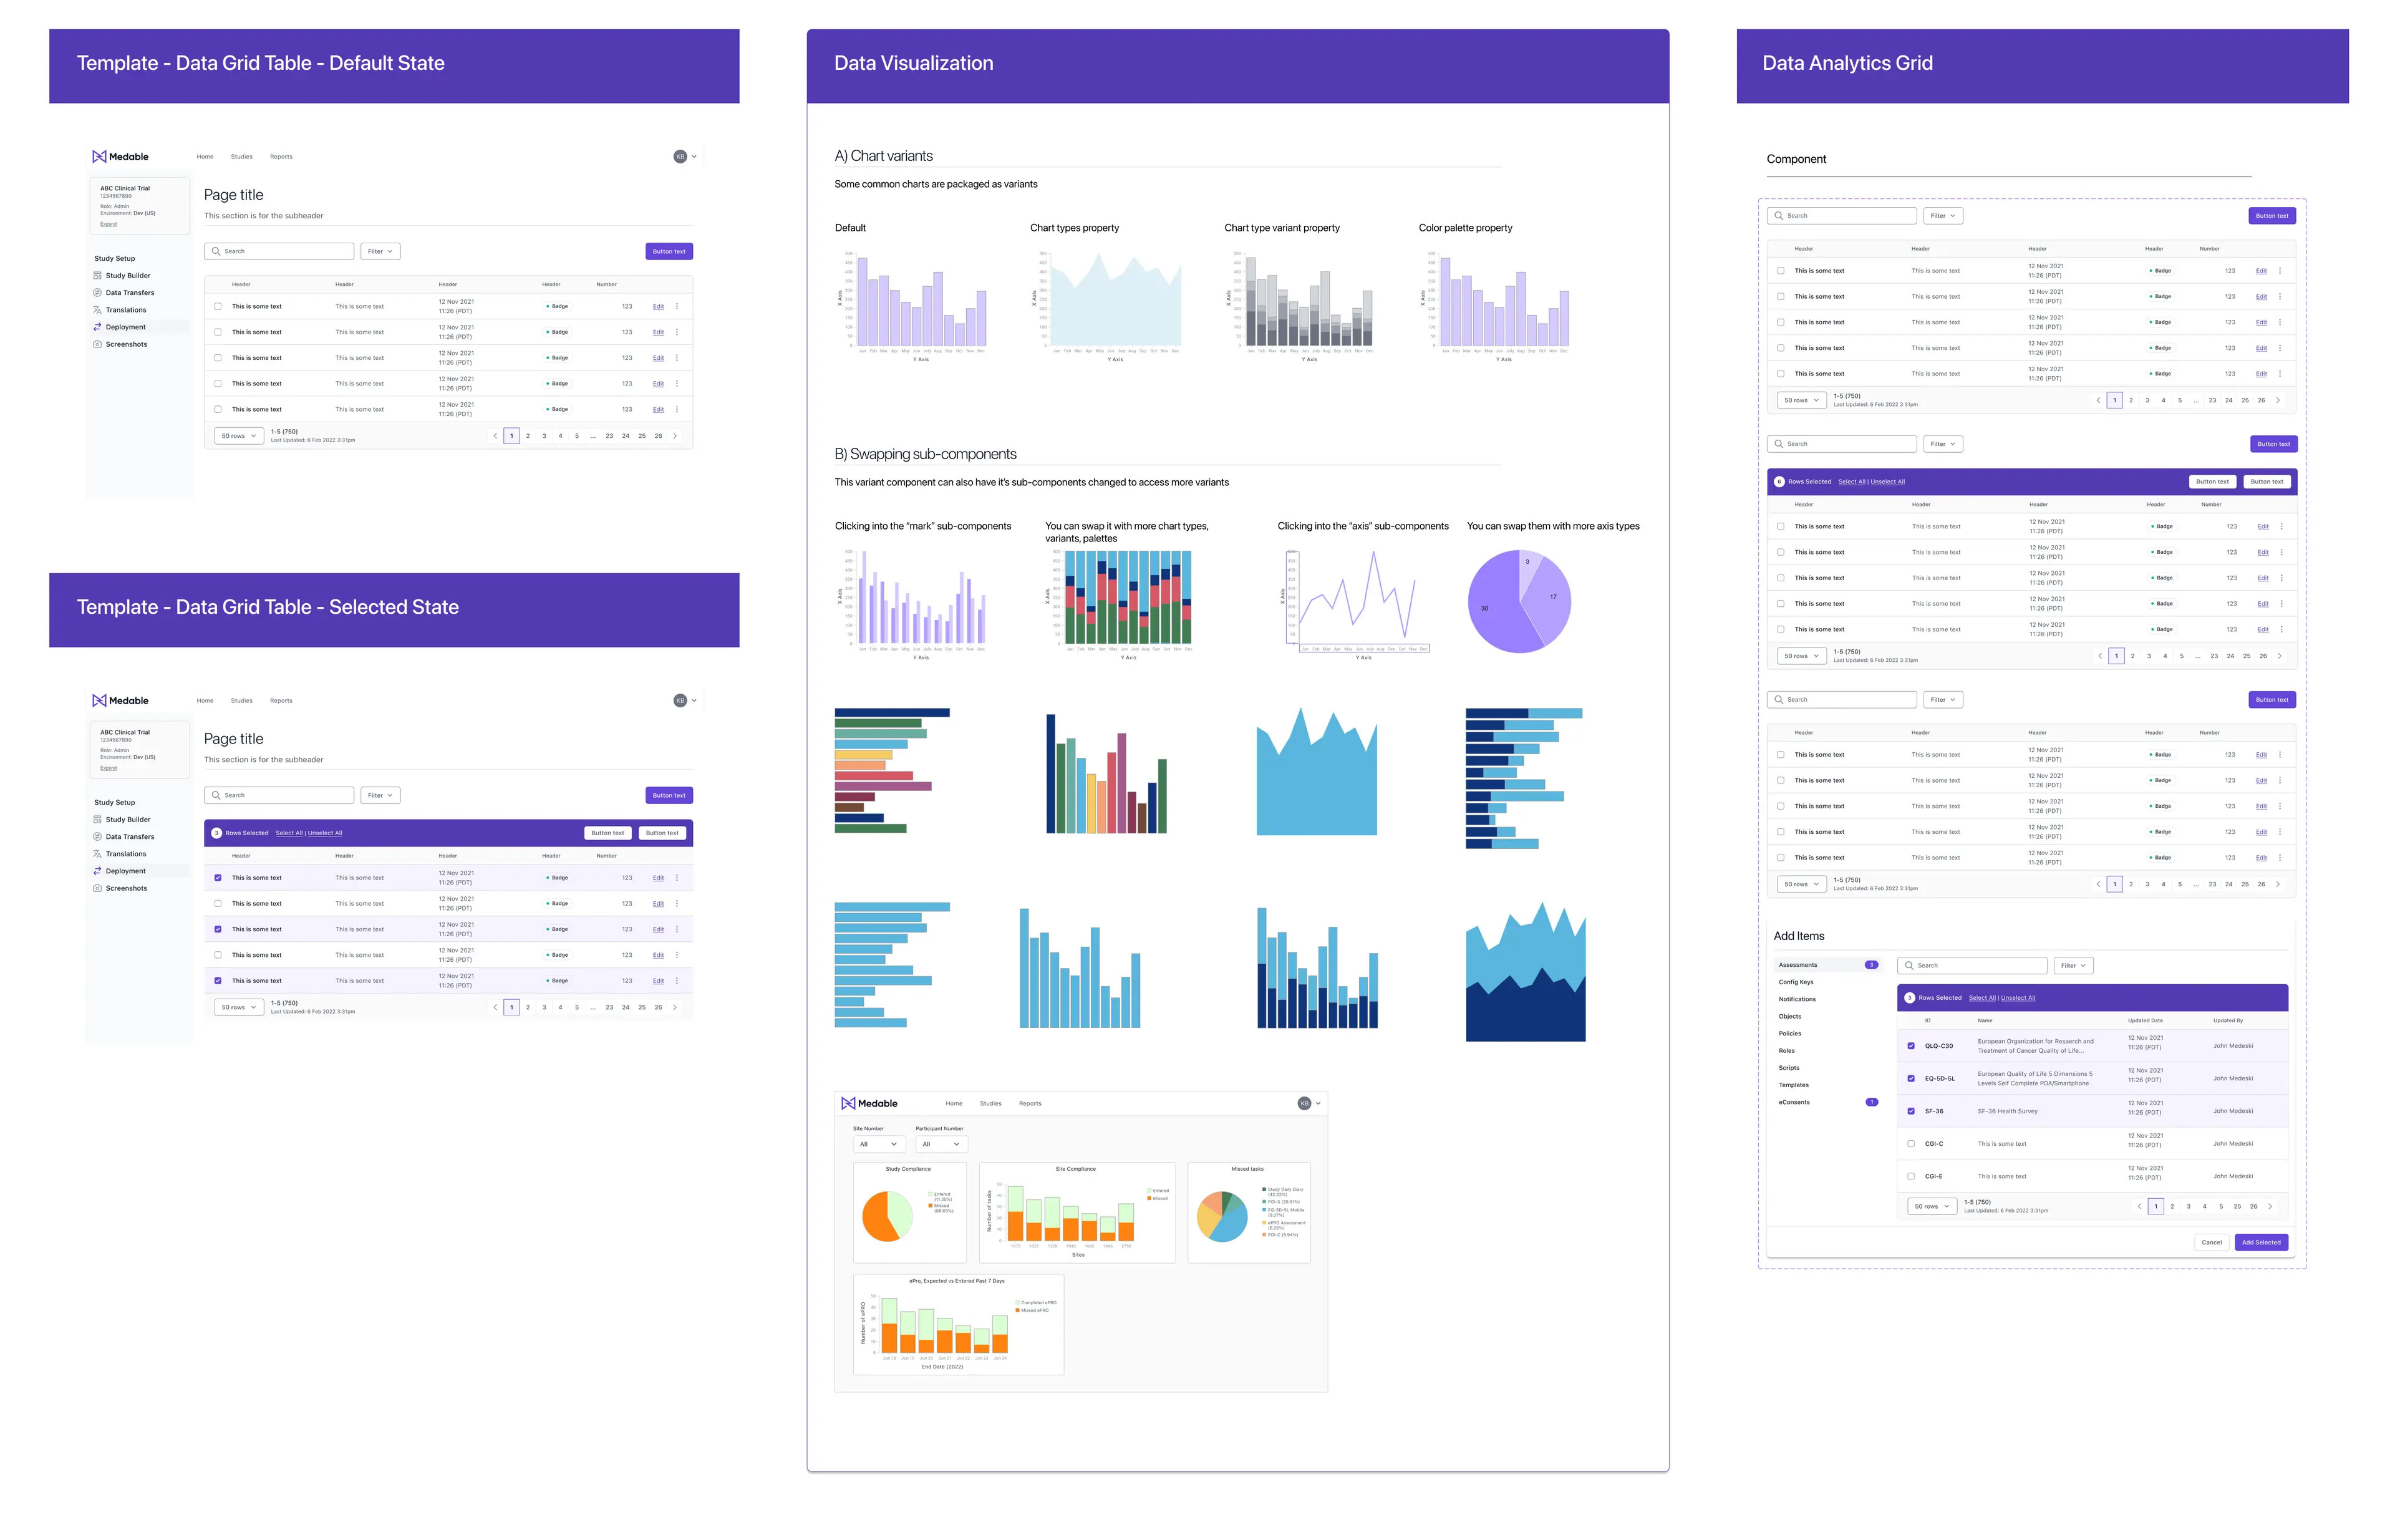 Template - Data Grid Table - Default State
Medable
Home Studies Reports
KB
ABC Clinical Trial
1234567890
Role: Admin
Environment: Dev (US)
Expand
Study Setup
Study Builder
Data Transfers
Translations
Deployment
Screenshots
Page title
This section is for the subheader
Search Filter Button text
Header Header Header Header Number
This is some text This is some text 12 Nov 2021 11:26 (PDT) Badge 123 Edit
This is some text This is some text 12 Nov 2021 11:26 (PDT) Badge 123 Edit
This is some text This is some text 12 Nov 2021 11:26 (PDT) Badge 123 Edit
This is some text This is some text 12 Nov 2021 11:26 (PDT) Badge 123 Edit
This is some text This is some text 12 Nov 2021 11:26 (PDT) Badge 123 Edit
50 rows 1-5 (750) 1 2 3 4 5 ... 23 24 25 26
Last Updated: 6 Feb 2022 3:31pm
Template - Data Grid Table - Selected State
Medable
Home Studies Reports
KB
ABC Clinical Trial
1234567890
Role: Admin
Environment: Dev (US)
Expand
Study Setup
Study Builder
Data Transfers
Translations
Deployment
Screenshots
Page title
This section is for the subheader
Search Filter Button text
3 Rows Selected Select All | Unselect All Button text Button text
Header Header Header Header Number
This is some text This is some text 12 Nov 2021 11:26 (PDT) Badge 123 Edit
This is some text This is some text 12 Nov 2021 11:26 (PDT) Badge 123 Edit
This is some text This is some text 12 Nov 2021 11:26 (PDT) Badge 123 Edit
This is some text This is some text 12 Nov 2021 11:26 (PDT) Badge 123 Edit
This is some text This is some text 12 Nov 2021 11:26 (PDT) Badge 123 Edit
50 rows 1-5 (750) 1 2 3 4 5 ... 23 24 25 26
Last Updated: 6 Feb 2022 3:31pm
Data Visualization
A) Chart variants
Some common charts are packaged as variants
Default
Chart types property
Chart type variant property
Color palette property
X Axis
Y Axis
X Axis
Y Axis
X Axis
Y Axis
X Axis
Y Axis
B) Swapping sub-components
This variant component can also have it's sub-components changed to access more variants
Clicking into the "mark" sub-components
You can swap it with more chart types,
variants, palettes
Clicking into the "axis" sub-components
You can swap them with more axis types
X Axis
Y Axis
X Axis
Y Axis
X Axis
Y Axis
3
17
30
Medable
Home Studies Reports
KB
Site Number Participant Number
All All
Study Compliance
Entered
Missed
Site Compliance
Number of tasks
Sites
Entered
Missed
Missed tasks
Study Daily Diary
EQ-5D-5L Mobile
ePRO Assessment
ePro, Expected vs Entered Past 7 Days
Number of ePRO
Jun 18 Jun 19 Jun 20 Jun 21 Jun 22 Jun 23 Jun 24
End Date (2022)
Completed ePRO
Missed ePRO
Data Analytics Grid
Component
Search Filter Button text
Header Header Header Header Number
This is some text This is some text 12 Nov 2021 11:26 (PDT) Badge 123 Edit
This is some text This is some text 12 Nov 2021 11:26 (PDT) Badge 123 Edit
This is some text This is some text 12 Nov 2021 11:26 (PDT) Badge 123 Edit
This is some text This is some text 12 Nov 2021 11:26 (PDT) Badge 123 Edit
This is some text This is some text 12 Nov 2021 11:26 (PDT) Badge 123 Edit
50 rows 1-5 (750) 1 2 3 4 5 ... 23 24 25 26
Last Updated: 6 Feb 2022 3:31pm
Search Filter Button text
6 Rows Selected Select All | Unselect All Button text Button text
Header Header Header Header Number
This is some text This is some text 12 Nov 2021 11:26 (PDT) Badge 123 Edit
This is some text This is some text 12 Nov 2021 11:26 (PDT) Badge 123 Edit
This is some text This is some text 12 Nov 2021 11:26 (PDT) Badge 123 Edit
This is some text This is some text 12 Nov 2021 11:26 (PDT) Badge 123 Edit
This is some text This is some text 12 Nov 2021 11:26 (PDT) Badge 123 Edit
50 rows 1-5 (750) 1 2 3 4 5 ... 23 24 25 26
Last Updated: 6 Feb 2022 3:31pm
Search Filter Button text
Header Header Header Header Number
This is some text This is some text 12 Nov 2021 11:26 (PDT) Badge 123 Edit
This is some text This is some text 12 Nov 2021 11:26 (PDT) Badge 123 Edit
This is some text This is some text 12 Nov 2021 11:26 (PDT) Badge 123 Edit
This is some text This is some text 12 Nov 2021 11:26 (PDT) Badge 123 Edit
This is some text This is some text 12 Nov 2021 11:26 (PDT) Badge 123 Edit
50 rows 1-5 (750) 1 2 3 4 5 ... 23 24 25 26
Last Updated: 6 Feb 2022 3:31pm
Add Items
Assessments 3
Config Keys
Notifications
Objects
Policies
Roles
Scripts
Templates
eConsents 1
Search Filter
3 Rows Selected Select All | Unselect All
ID Name Updated Date Updated By
QLQ-C30 European Organization for Resaerch and Treatment of Cancer Quality of Life... 12 Nov 2021 11:26 (PDT) John Medeski
EQ-5D-5L European Quality of Life 5 Dimensions 5 Levels Self Complete PDA/Smartphone 12 Nov 2021 11:26 (PDT) John Medeski
SF-36 SF-36 Health Survey 12 Nov 2021 11:26 (PDT) John Medeski
CGI-C This is some text 12 Nov 2021 11:26 (PDT) John Medeski
CGI-E This is some text 12 Nov 2021 11:26 (PDT) John Medeski
50 rows 1-5 (750) 1 2 3 4 5 25 26
Last Updated: 6 Feb 2022 3:31pm
Cancel Add Selected